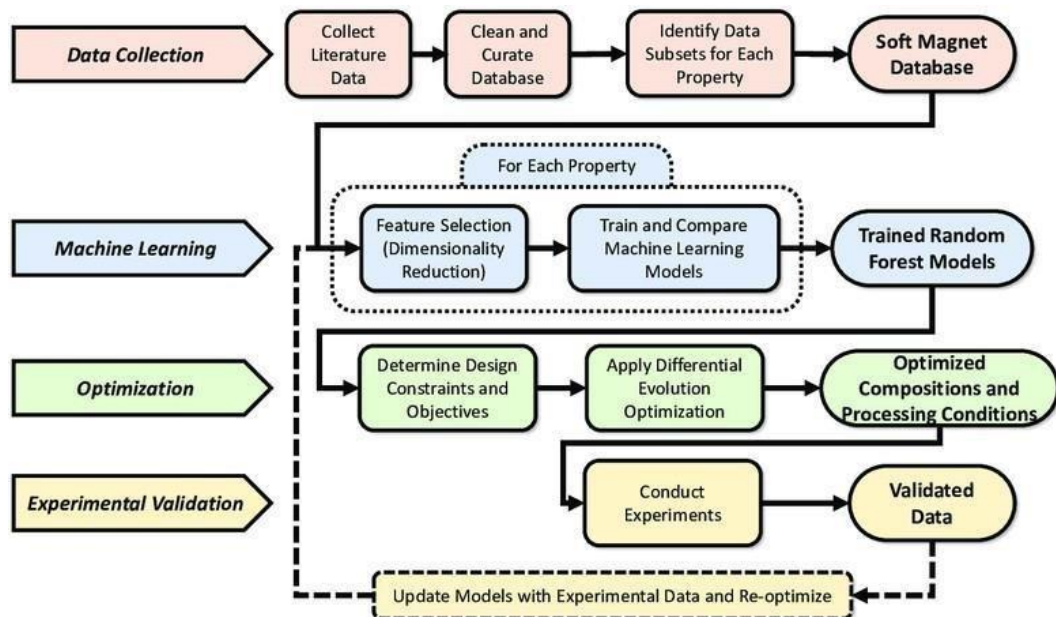 Data Collection
Collect
Literature
Data
Clean and
Curate
Database
Identify Data
Subsets for Each
Property
Soft Magnet
Database
For Each Property
Machine Learning
Feature Selection
(Dimensionality
Reduction)
Train and Compare
Machine Learning
Models
Trained Random
Forest Models
Optimization
Determine Design
Constraints and
Objectives
Apply Differential
Evolution
Optimization
Optimized
Compositions and
Processing Conditions
Experimental Validation
Conduct
Experiments
Validated
Data
Update Models with Experimental Data and Re-optimize